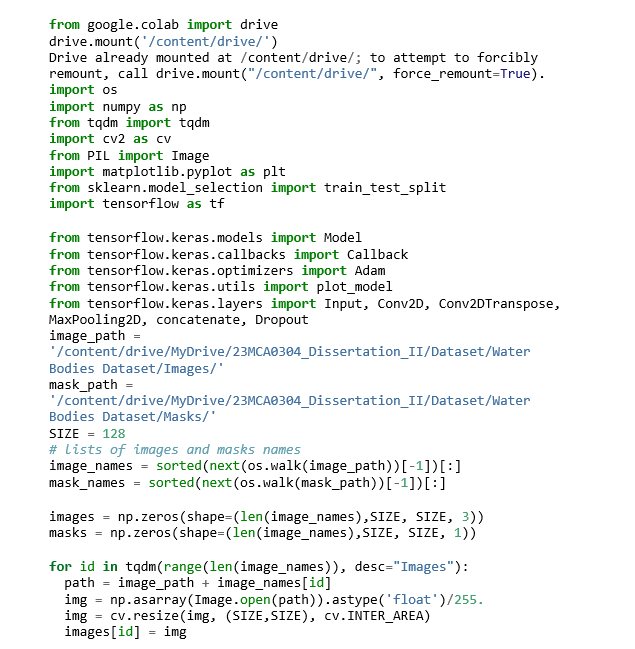 from google.colab import drive
drive.mount('/content/drive/')
Drive already mounted at /content/drive/; to attempt to forcibly
remount, call drive.mount("/content/drive/", force_remount=True).
import os
import numpy as np
from tqdm import tqdm
import cv2 as cv
from PIL import Image
import matplotlib.pyplot as plt
from sklearn.model_selection import train_test_split
import tensorflow as tf

from tensorflow.keras.models import Model
from tensorflow.keras.callbacks import Callback
from tensorflow.keras.optimizers import Adam
from tensorflow.keras.utils import plot_model
from tensorflow.keras.layers import Input, Conv2D, Conv2DTranspose,
MaxPooling2D, concatenate, Dropout
image_path =
'/content/drive/MyDrive/23MCA0304_Dissertation_II/Dataset/Water
Bodies Dataset/Images/'
mask_path =
'/content/drive/MyDrive/23MCA0304_Dissertation_II/Dataset/Water
Bodies Dataset/Masks/'
SIZE = 128
# lists of images and masks names
image_names = sorted(next(os.walk(image_path))[-1])[:]
mask_names = sorted(next(os.walk(mask_path))[-1])[:]

images = np.zeros(shape=(len(image_names),SIZE, SIZE, 3))
masks = np.zeros(shape=(len(image_names),SIZE, SIZE, 1))

for id in tqdm(range(len(image_names)), desc="Images"):
  path = image_path + image_names[id]
  img = np.asarray(Image.open(path)).astype('float')/255.
  img = cv.resize(img, (SIZE,SIZE), cv.INTER_AREA)
  images[id] = img